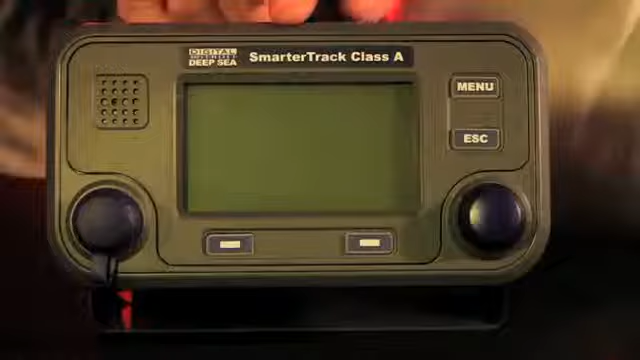 DIGITAL
DEEP SEA
SmarterTrack Class A
MENU
ESC